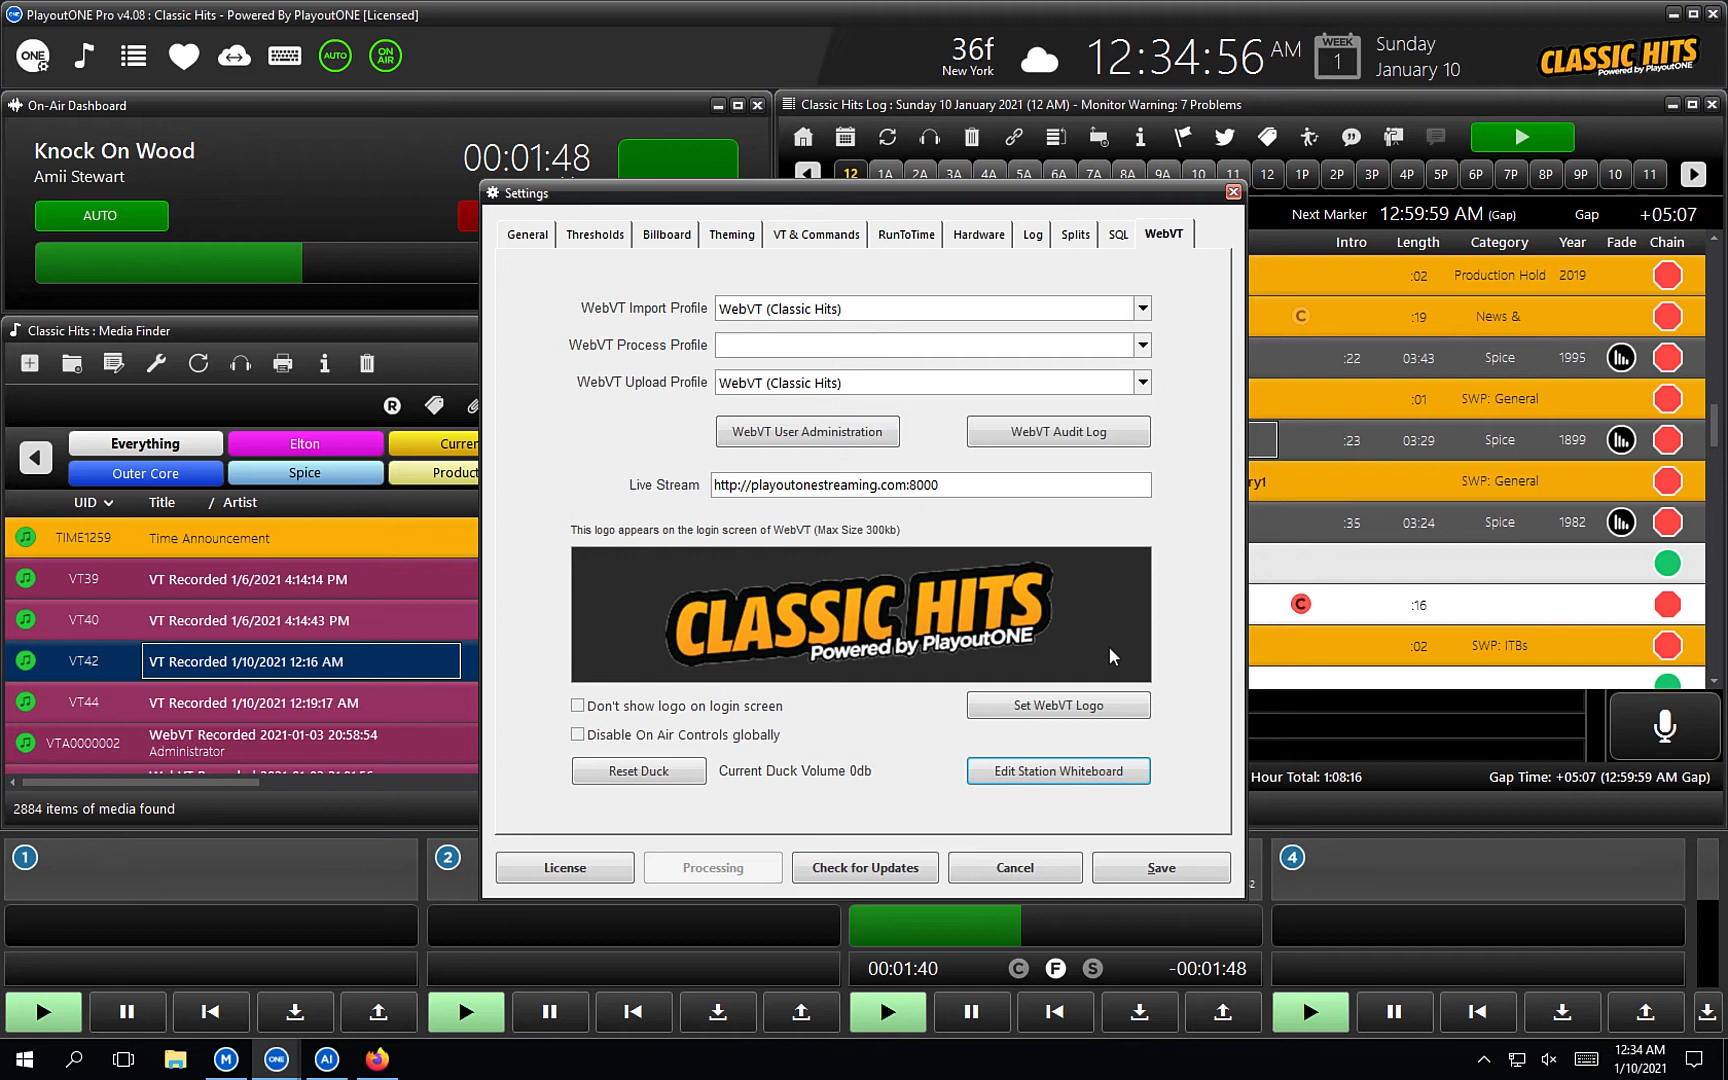 PlayoutONE Pro v4.08 : Classic Hits - Powered By PlayoutONE [Licensed]
ONE
AUTO
ON AIR
36f
New York
12:34:56 AM
WEEK
1
Sunday
January 10
CLASSIC HITS
Powered by PlayoutONE
On-Air Dashboard
Knock On Wood
Amii Stewart
00:01:48
AUTO
Classic Hits Log : Sunday 10 January 2021 (12 AM) - Monitor Warning: 7 Problems
12 1A 2A 3A 4A 5A 6A 7A 8A 9A 10 11 12 1P 2P 3P 4P 5P 6P 7P 8P 9P 10 11
Next Marker 12:59:59 AM (Gap) Gap +05:07
Intro Length Category Year Fade Chain
:02 Production Hold 2019
C :19 News &
:22 03:43 Spice 1995
:01 SWP: General
:23 03:29 Spice 1899
ry1 SWP: General
:35 03:24 Spice 1982
C :16
:02 SWP: ITBs
Hour Total: 1:08:16 Gap Time: +05:07 (12:59:59 AM Gap)
Classic Hits : Media Finder
R
Everything Elton Curre
Outer Core Spice Produc
UID Title / Artist
TIME1259 Time Announcement
VT39 VT Recorded 1/6/2021 4:14:14 PM
VT40 VT Recorded 1/6/2021 4:14:43 PM
VT42 VT Recorded 1/10/2021 12:16 AM
VT44 VT Recorded 1/10/2021 12:19:17 AM
VTA0000002 WebVT Recorded 2021-01-03 20:58:54
Administrator
2884 items of media found
Settings
General Thresholds Billboard Theming VT & Commands RunToTime Hardware Log Splits SQL WebVT
WebVT Import Profile WebVT (Classic Hits)
WebVT Process Profile
WebVT Upload Profile WebVT (Classic Hits)
WebVT User Administration WebVT Audit Log
Live Stream http://playoutonestreaming.com:8000
This logo appears on the login screen of WebVT (Max Size 300kb)
CLASSIC HITS
Powered by PlayoutONE
Don't show logo on login screen
Set WebVT Logo
Disable On Air Controls globally
Reset Duck Current Duck Volume 0db Edit Station Whiteboard
License Processing Check for Updates Cancel Save
1 2 4
00:01:40 C F S -00:01:48
M ONE AI
12:34 AM
1/10/2021